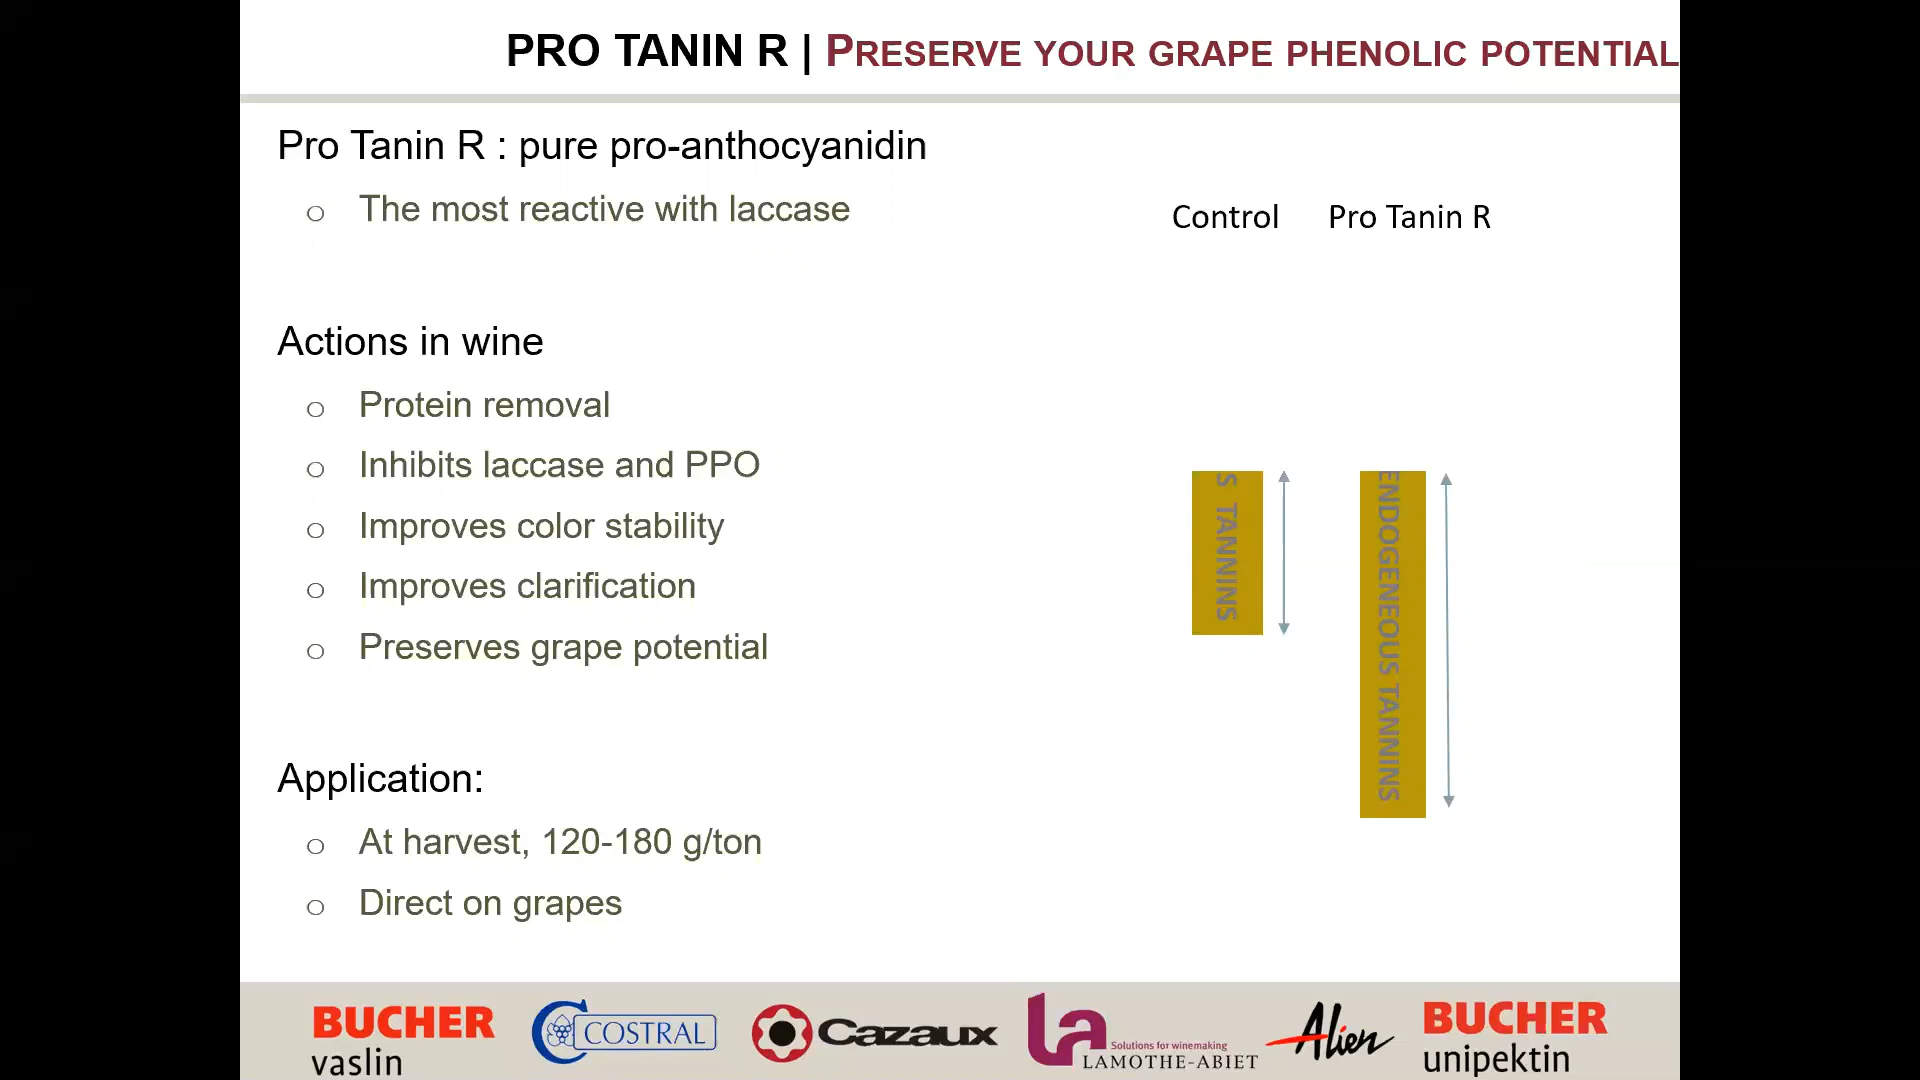 PRO TANIN R | PRESERVE YOUR GRAPE PHENOLIC POTENTIAL
Pro Tanin R : pure pro-anthocyanidin
o The most reactive with laccase
Control Pro Tanin R
Actions in wine
o Protein removal
o Inhibits laccase and PPO
o Improves color stability
o Improves clarification
o Preserves grape potential
S TANNINS
ENDOGENEOUS TANNINS
Application:
o At harvest, 120-180 g/ton
o Direct on grapes
BUCHER
vaslin
COSTRAL
Cazaux
la
Solutions for winemaking
LAMOTHE-ABIET
Alien
BUCHER
unipektin